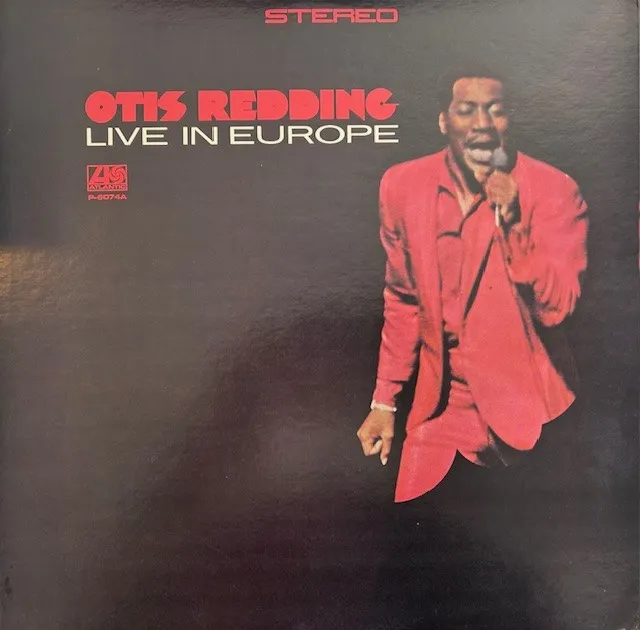 STEREO
OTIS REDDING
LIVE IN EUROPE
ATLANTIC
P-6074A